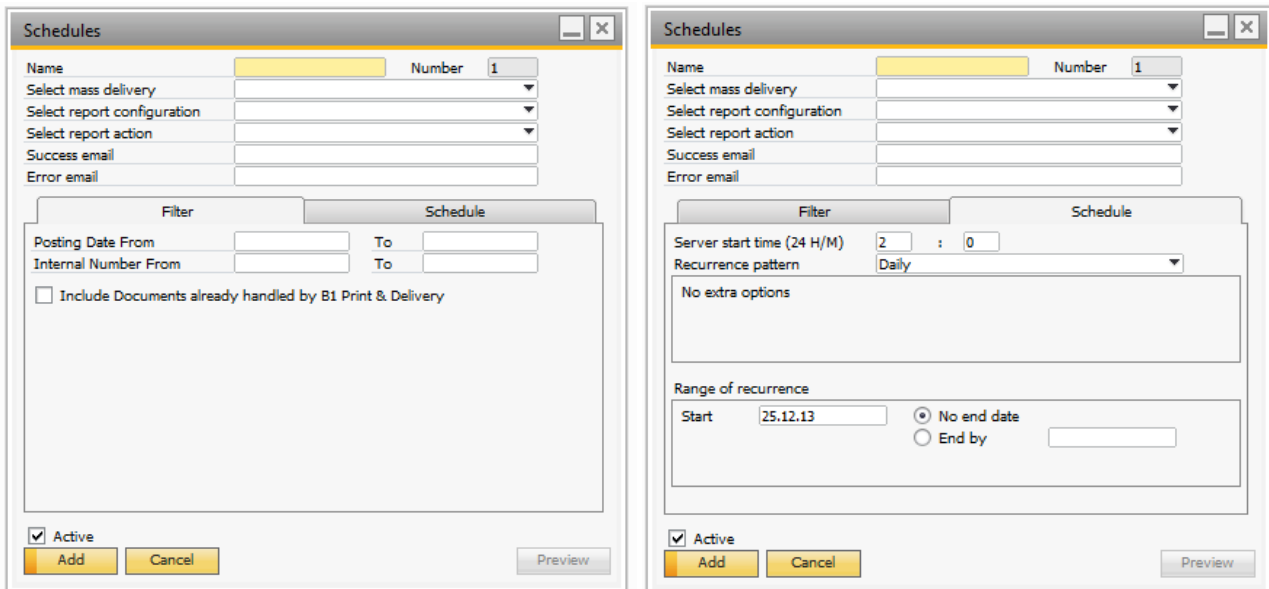 Schedules
Name Number 1
Select mass delivery
Select report configuration
Select report action
Success email
Error email
Filter Schedule
Posting Date From To
Internal Number From To
Include Documents already handled by B1 Print & Delivery
Active
Add Cancel Preview
Schedules
Name Number 1
Select mass delivery
Select report configuration
Select report action
Success email
Error email
Filter Schedule
Server start time (24 H/M) 2 : 0
Recurrence pattern Daily
No extra options
Range of recurrence
Start 25.12.13 No end date
End by
Active
Add Cancel Preview